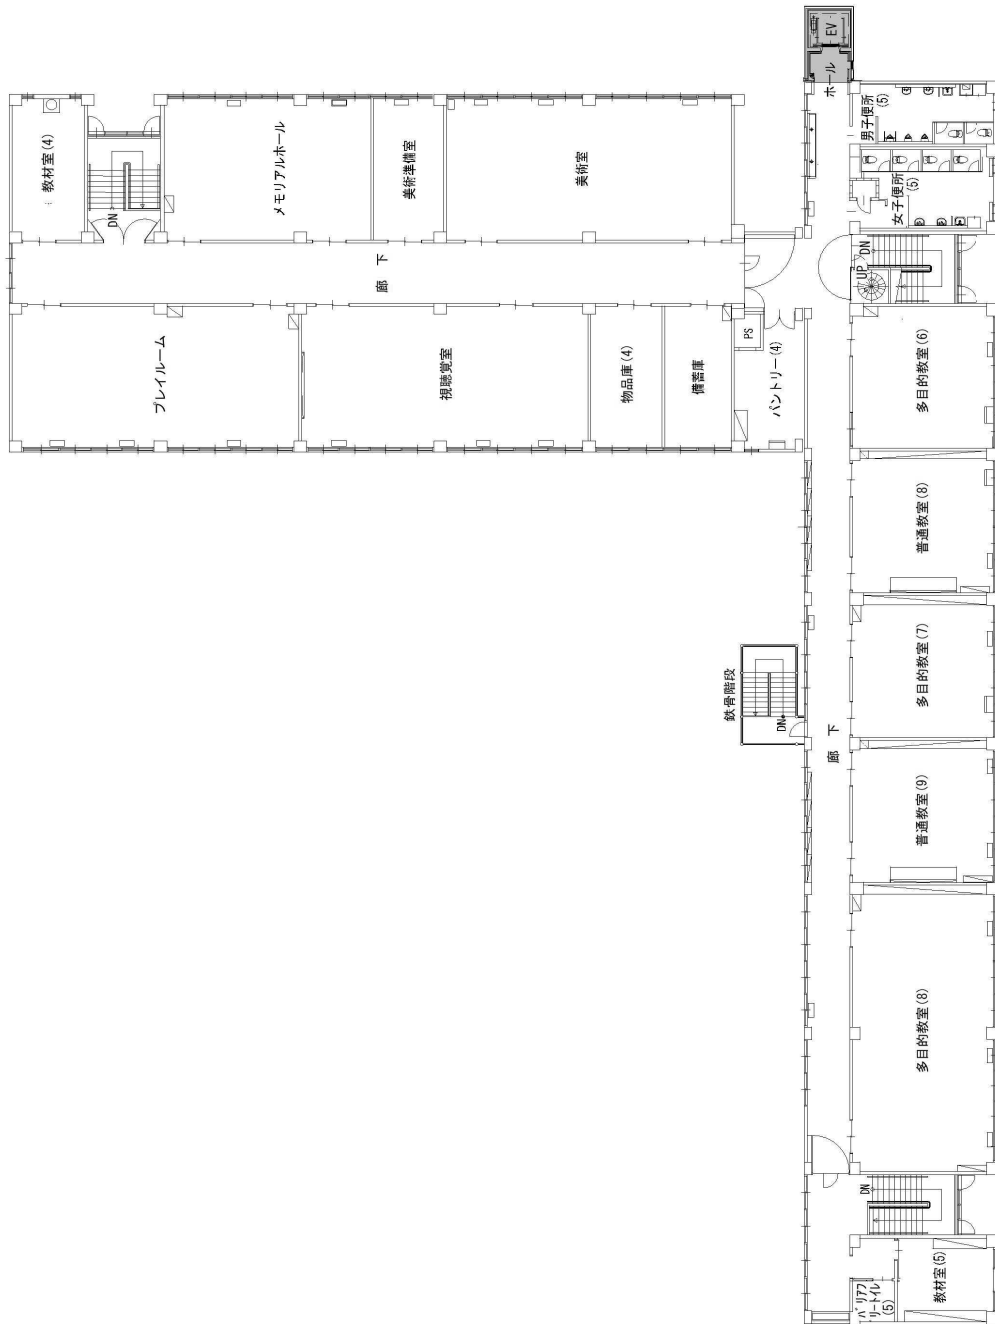 EV
ホール
男子便所
(5)
女子便所
(5)
教材室(4)
DN
メモリアルホール
美術準備室
美術室
廊 下
プレイルーム
視聴覚室
物品庫(4)
備蓄庫
PS
パントリー(4)
UP
DN
多目的教室(6)
普通教室(8)
多目的教室(7)
鉄骨階段
DN
廊 下
普通教室(9)
多目的教室(8)
DN
バリアフ
リートイレ
(5)
教材室(5)